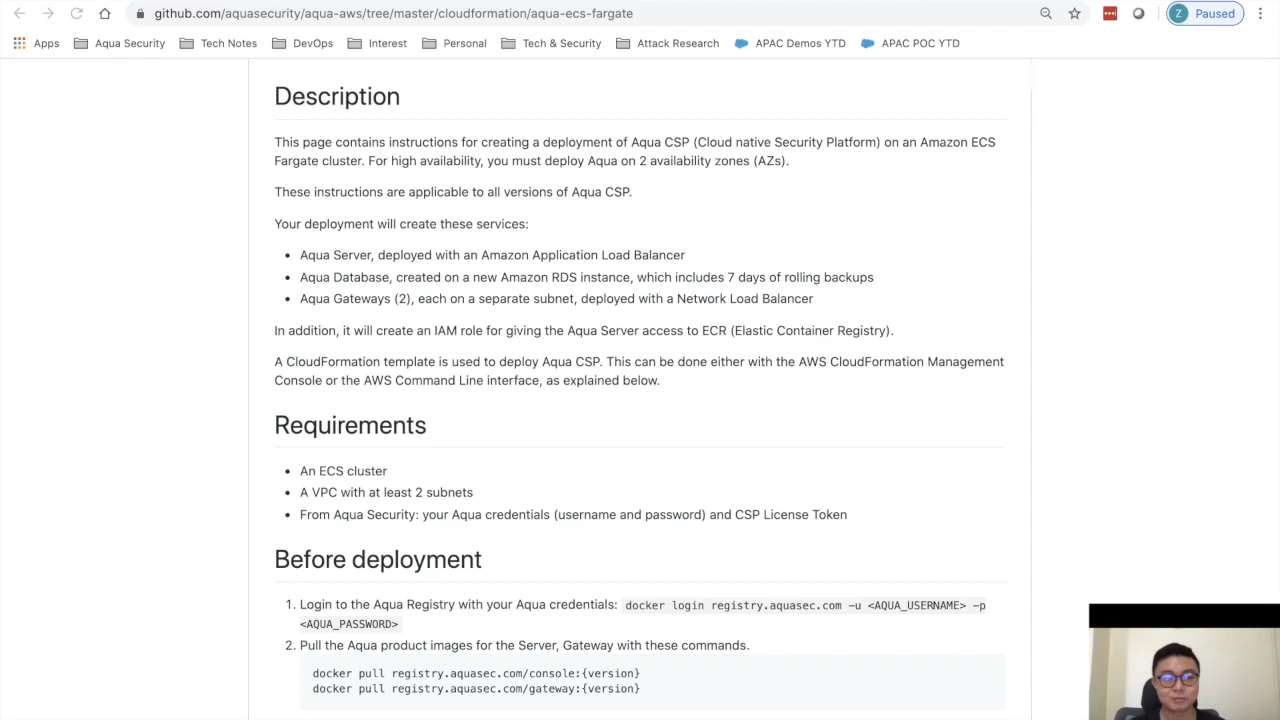 github.com/aquasecurity/aqua-aws/tree/master/cloudformation/aqua-ecs-fargate
Z Paused
Apps Aqua Security Tech Notes DevOps Interest Personal Tech & Security Attack Research APAC Demos YTD APAC POC YTD
Description
This page contains instructions for creating a deployment of Aqua CSP (Cloud native Security Platform) on an Amazon ECS
Fargate cluster. For high availability, you must deploy Aqua on 2 availability zones (AZs).
These instructions are applicable to all versions of Aqua CSP.
Your deployment will create these services:
• Aqua Server, deployed with an Amazon Application Load Balancer
• Aqua Database, created on a new Amazon RDS instance, which includes 7 days of rolling backups
• Aqua Gateways (2), each on a separate subnet, deployed with a Network Load Balancer
In addition, it will create an IAM role for giving the Aqua Server access to ECR (Elastic Container Registry).
A CloudFormation template is used to deploy Aqua CSP. This can be done either with the AWS CloudFormation Management
Console or the AWS Command Line interface, as explained below.
Requirements
• An ECS cluster
• A VPC with at least 2 subnets
• From Aqua Security: your Aqua credentials (username and password) and CSP License Token
Before deployment
1. Login to the Aqua Registry with your Aqua credentials: docker login registry.aquasec.com -u <AQUA_USERNAME> -p
<AQUA_PASSWORD>
2. Pull the Aqua product images for the Server, Gateway with these commands.
docker pull registry.aquasec.com/console:{version}
docker pull registry.aquasec.com/gateway:{version}